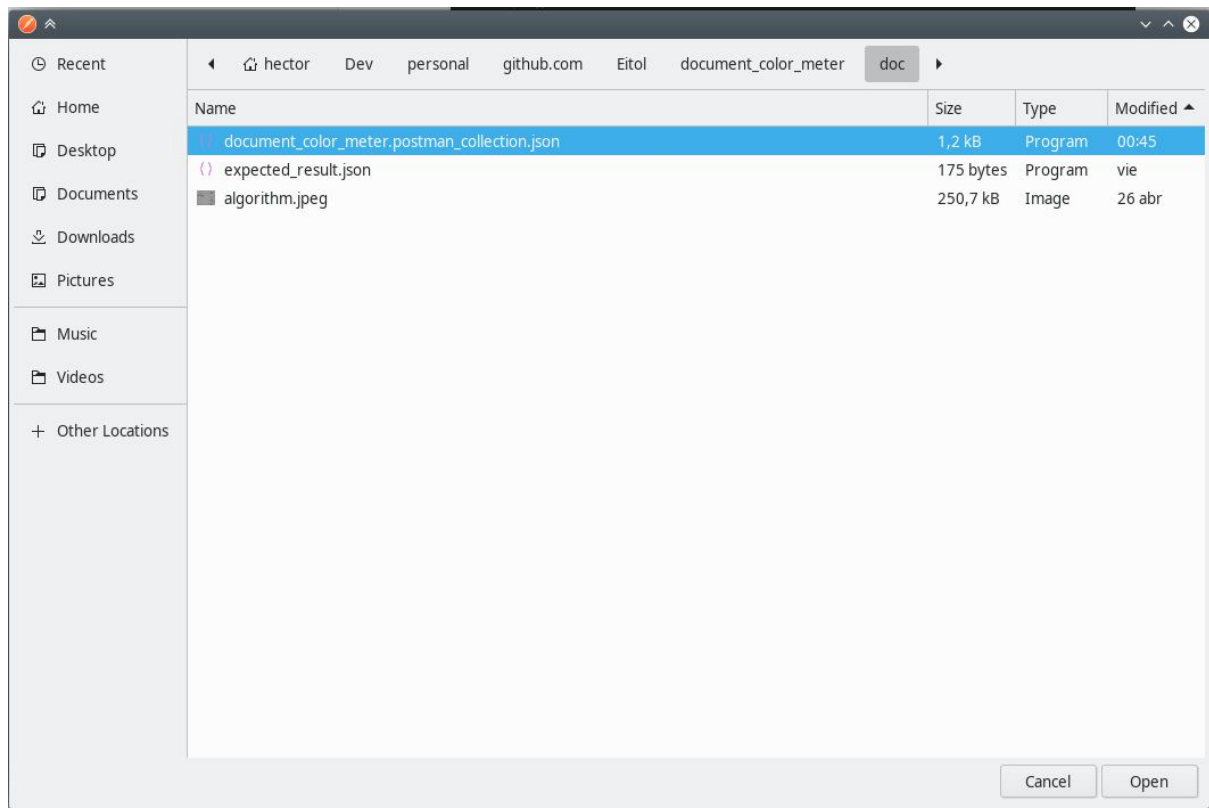 Recent
Home
Desktop
Documents
Downloads
Pictures
Music
Videos
Other Locations
hector Dev personal github.com Eitol document_color_meter doc
Name Size Type Modified
document_color_meter.postman_collection.json 1,2 kB Program 00:45
expected_result.json 175 bytes Program vie
algorithm.jpeg 250,7 kB Image 26 abr
Cancel Open